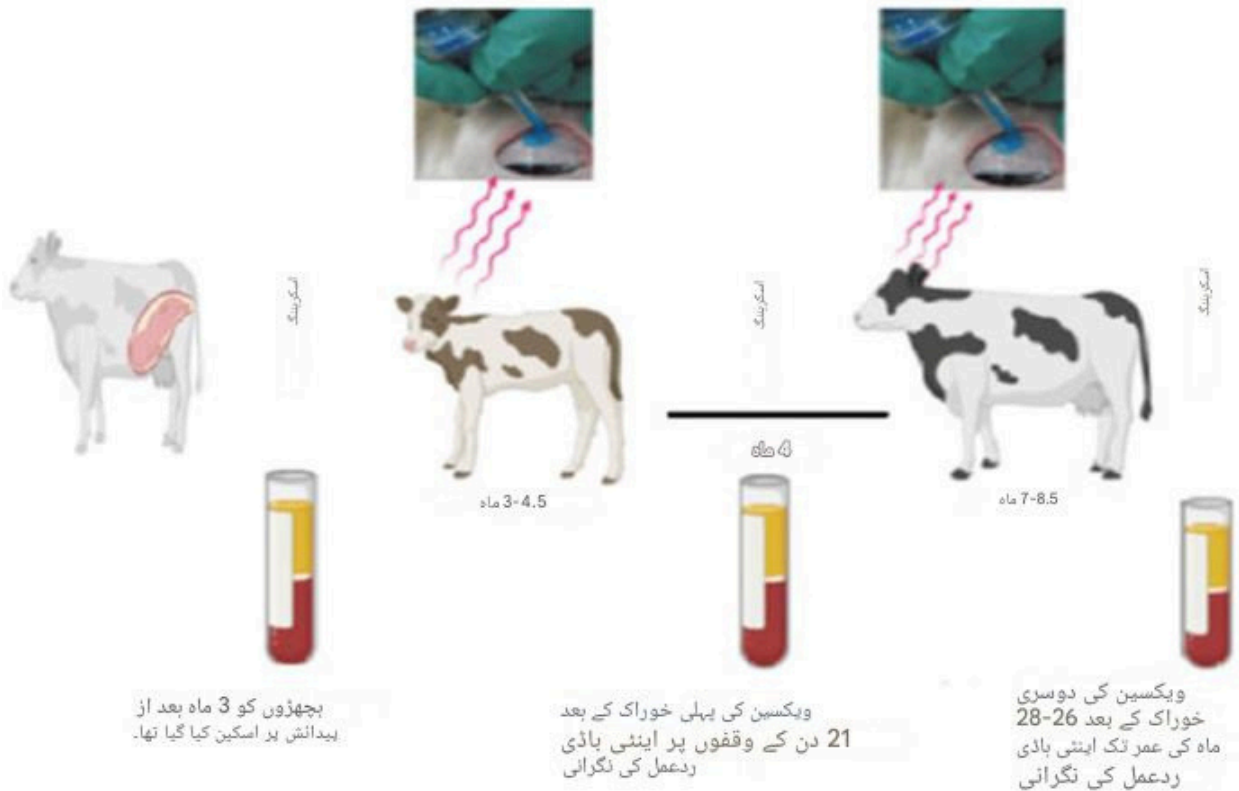 اسکریننگ
اسکریننگ
اسکریننگ
4 ماہ
3-4.5 ماہ
7-8.5 ماہ
بچھڑوں کو 3 ماہ بعد از
پیدائش پر اسکین کیا گیا تھا۔
ویکسین کی پہلی خوراک کے بعد
21 دن کے وقفوں پر اینٹی باڈی
ردعمل کی نگرانی
ویکسین کی دوسری
خوراک کے بعد 26-28
ماہ کی عمر تک اینٹی باڈی
ردعمل کی نگرانی